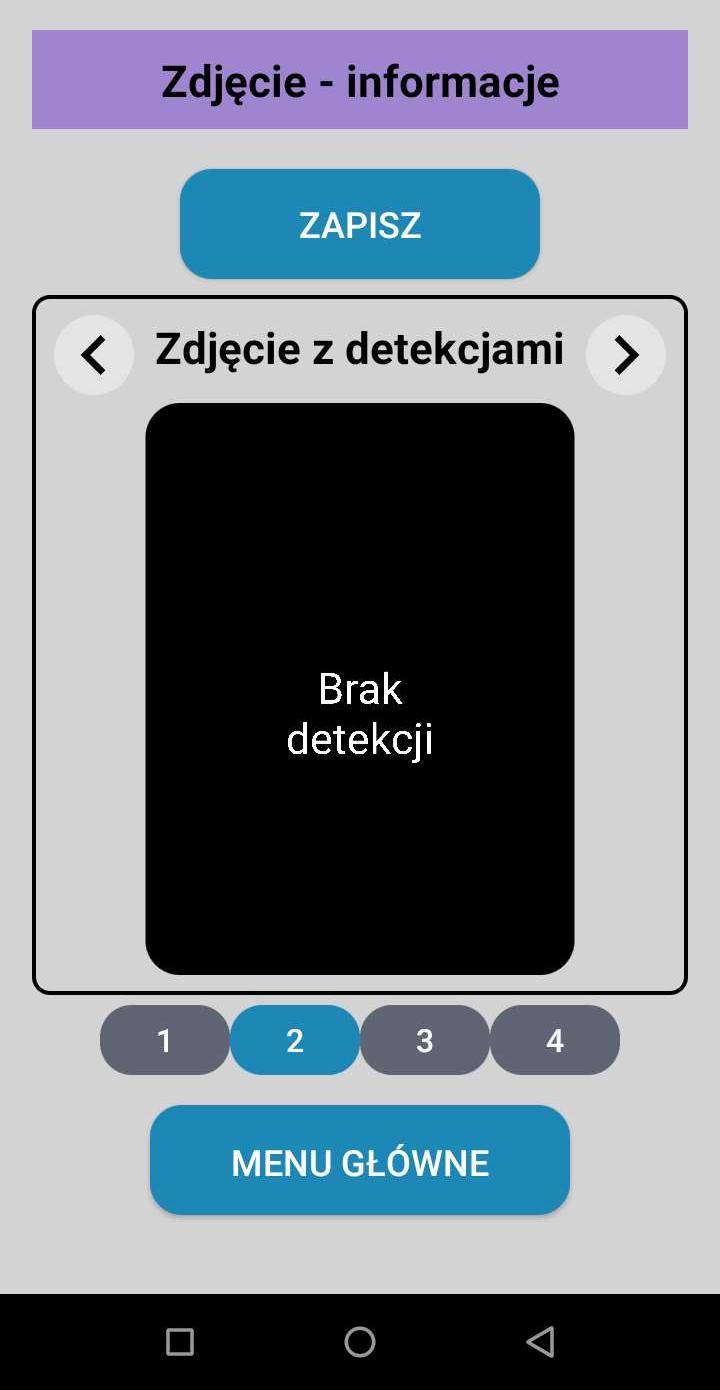 Zdjęcie - informacje
ZAPISZ
Zdjęcie z detekcjami
Brak
detekcji
1 2 3 4
MENU GŁÓWNE